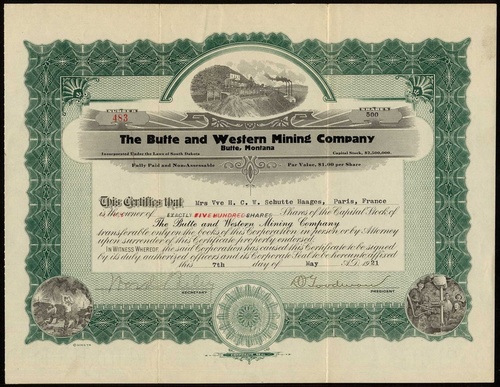 NUMBER
483
SHARES
500
The Butte and Western Mining Company
Butte, Montana
Incorporated Under the Laws of South Dakota
Capital Stock, $2,500,000.
Fully Paid and Non-Assessable
Par Value, $1.00 per Share
This Certifies that Mrs Vve H. C. W. Schutte Haages, Paris, France
is the owner of EXACTLY FIVE HUNDRED SHARES Shares of the Capital Stock of
The Butte and Western Mining Company
transferable only on the books of this Corporation in person or by Attorney
upon surrender of this Certificate properly endorsed.
IN WITNESS WHEREOF, the said Corporation has caused this Certificate to be signed
by its duly authorized officers and its Corporate Seal to be hereunto affixed
this 7th day of May A.D. 1921
SECRETARY
PRESIDENT
CORPORATE SEAL